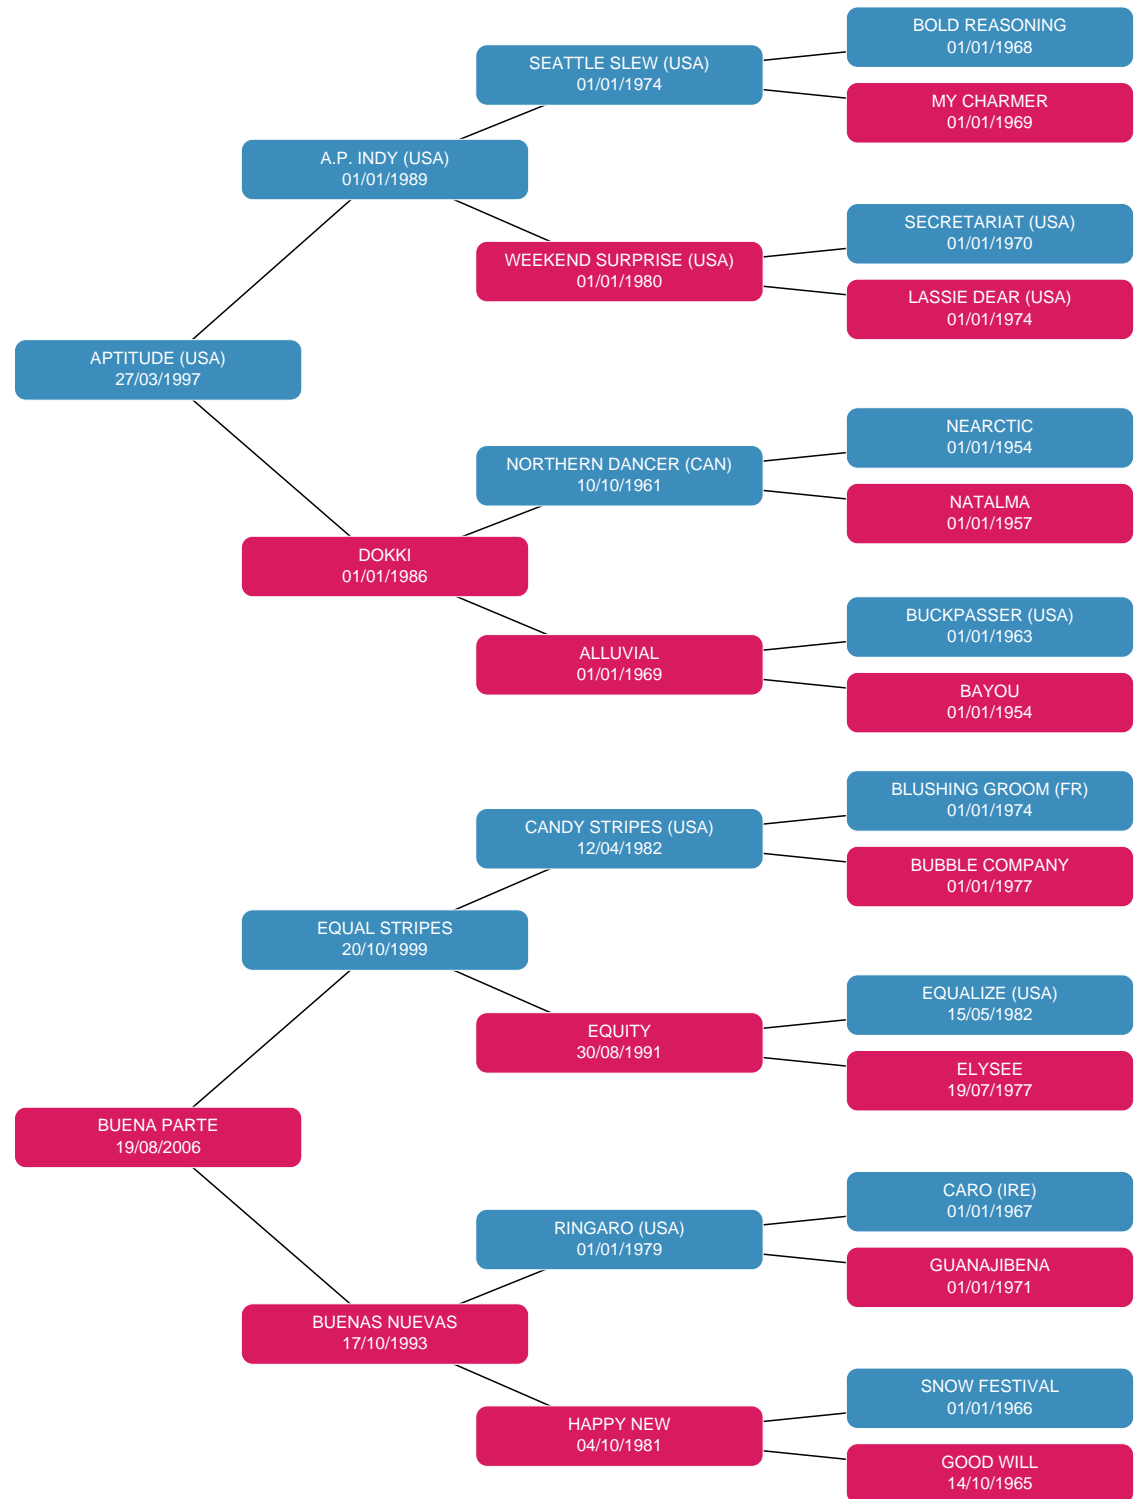 BOLD REASONING
01/01/1968
SEATTLE SLEW (USA)
01/01/1974
MY CHARMER
01/01/1969
A.P. INDY (USA)
01/01/1989
SECRETARIAT (USA)
01/01/1970
WEEKEND SURPRISE (USA)
01/01/1980
LASSIE DEAR (USA)
01/01/1974
APTITUDE (USA)
27/03/1997
NEARCTIC
01/01/1954
NORTHERN DANCER (CAN)
10/10/1961
NATALMA
01/01/1957
DOKKI
01/01/1986
BUCKPASSER (USA)
01/01/1963
ALLUVIAL
01/01/1969
BAYOU
01/01/1954
BLUSHING GROOM (FR)
01/01/1974
CANDY STRIPES (USA)
12/04/1982
BUBBLE COMPANY
01/01/1977
EQUAL STRIPES
20/10/1999
EQUALIZE (USA)
15/05/1982
EQUITY
30/08/1991
ELYSEE
19/07/1977
BUENA PARTE
19/08/2006
CARO (IRE)
01/01/1967
RINGARO (USA)
01/01/1979
GUANAJIBENA
01/01/1971
BUENAS NUEVAS
17/10/1993
SNOW FESTIVAL
01/01/1966
HAPPY NEW
04/10/1981
GOOD WILL
14/10/1965